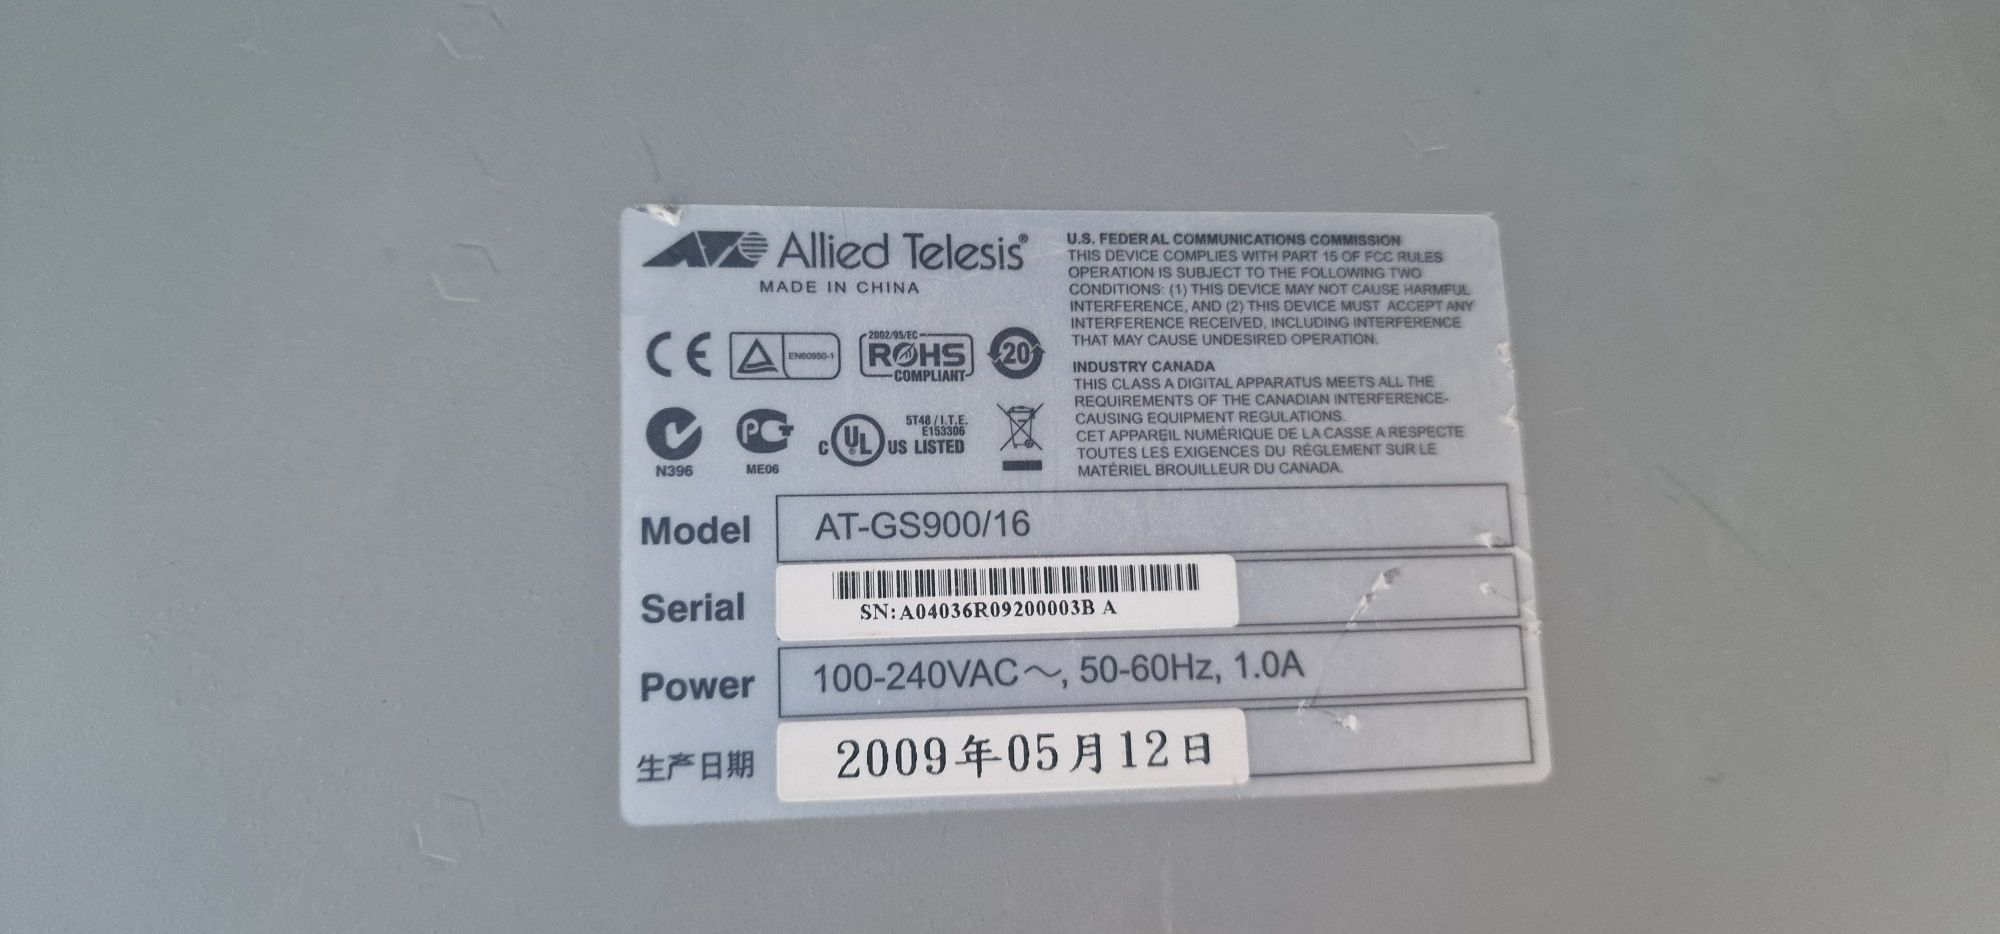 Allied Telesis®
MADE IN CHINA
CE
EN60950-1
2002/95/EC
ROHS
COMPLIANT
20
N396
PG
ME06
C UL US LISTED
5T48 / I.T.E.
E153306
U.S. FEDERAL COMMUNICATIONS COMMISSION
THIS DEVICE COMPLIES WITH PART 15 OF FCC RULES
OPERATION IS SUBJECT TO THE FOLLOWING TWO
CONDITIONS: (1) THIS DEVICE MAY NOT CAUSE HARMFUL
INTERFERENCE, AND (2) THIS DEVICE MUST ACCEPT ANY
INTERFERENCE RECEIVED, INCLUDING INTERFERENCE
THAT MAY CAUSE UNDESIRED OPERATION.
INDUSTRY CANADA
THIS CLASS A DIGITAL APPARATUS MEETS ALL THE
REQUIREMENTS OF THE CANADIAN INTERFERENCE-
CAUSING EQUIPMENT REGULATIONS.
CET APPAREIL NUMÉRIQUE DE LA CASSE A RESPECTE
TOUTES LES EXIGENCES DU RÈGLEMENT SUR LE
MATÉRIEL BROUILLEUR DU CANADA.
Model AT-GS900/16
Serial SN:A04036R09200003B A
Power 100-240VAC～, 50-60Hz, 1.0A
生产日期 2009年05月12日